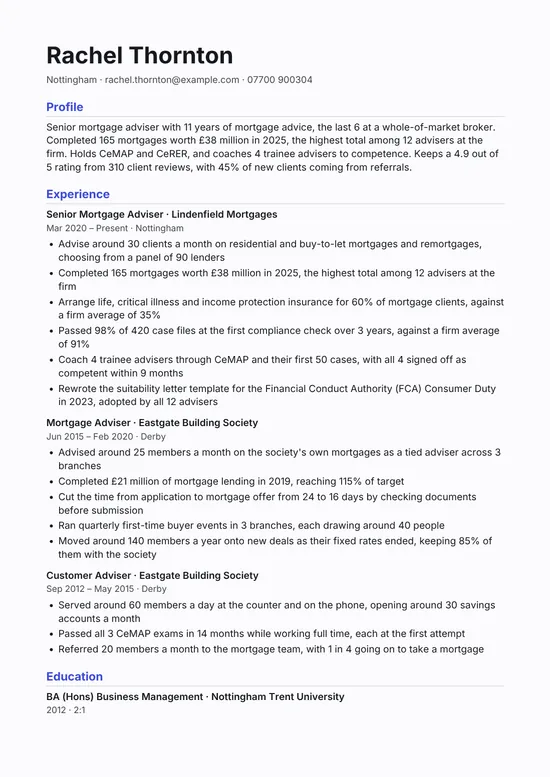 Rachel Thornton
Nottingham · rachel.thornton@example.com · 07700 900304
Profile
Senior mortgage adviser with 11 years of mortgage advice, the last 6 at a whole-of-market broker.
Completed 165 mortgages worth £38 million in 2025, the highest total among 12 advisers at the
firm. Holds CeMAP and CeRER, and coaches 4 trainee advisers to competence. Keeps a 4.9 out of
5 rating from 310 client reviews, with 45% of new clients coming from referrals.
Experience
Senior Mortgage Adviser · Lindenfield Mortgages
Mar 2020 – Present · Nottingham
• Advise around 30 clients a month on residential and buy-to-let mortgages and remortgages,
choosing from a panel of 90 lenders
• Completed 165 mortgages worth £38 million in 2025, the highest total among 12 advisers at the
firm
• Arrange life, critical illness and income protection insurance for 60% of mortgage clients, against
a firm average of 35%
• Passed 98% of 420 case files at the first compliance check over 3 years, against a firm average
of 91%
• Coach 4 trainee advisers through CeMAP and their first 50 cases, with all 4 signed off as
competent within 9 months
• Rewrote the suitability letter template for the Financial Conduct Authority (FCA) Consumer Duty
in 2023, adopted by all 12 advisers
Mortgage Adviser · Eastgate Building Society
Jun 2015 – Feb 2020 · Derby
• Advised around 25 members a month on the society's own mortgages as a tied adviser across 3
branches
• Completed £21 million of mortgage lending in 2019, reaching 115% of target
• Cut the time from application to mortgage offer from 24 to 16 days by checking documents
before submission
• Ran quarterly first-time buyer events in 3 branches, each drawing around 40 people
• Moved around 140 members a year onto new deals as their fixed rates ended, keeping 85% of
them with the society
Customer Adviser · Eastgate Building Society
Sep 2012 – May 2015 · Derby
• Served around 60 members a day at the counter and on the phone, opening around 30 savings
accounts a month
• Passed all 3 CeMAP exams in 14 months while working full time, each at the first attempt
• Referred 20 members a month to the mortgage team, with 1 in 4 going on to take a mortgage
Education
BA (Hons) Business Management · Nottingham Trent University
2012 · 2:1